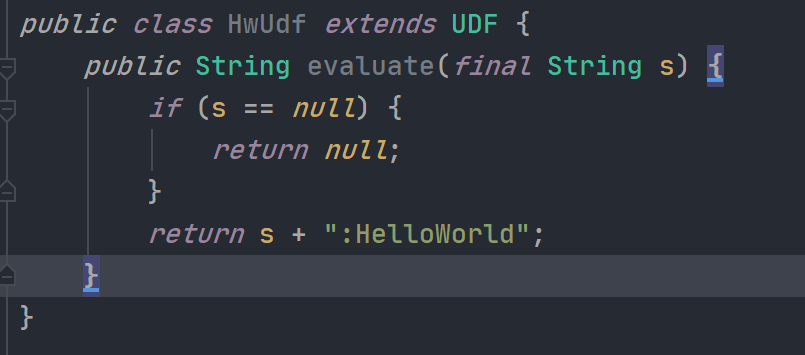 public class HwUdf extends UDF {
    public String evaluate(final String s) {
        if (s == null) {
            return null;
        }
        return s + ":HelloWorld";
    }
}